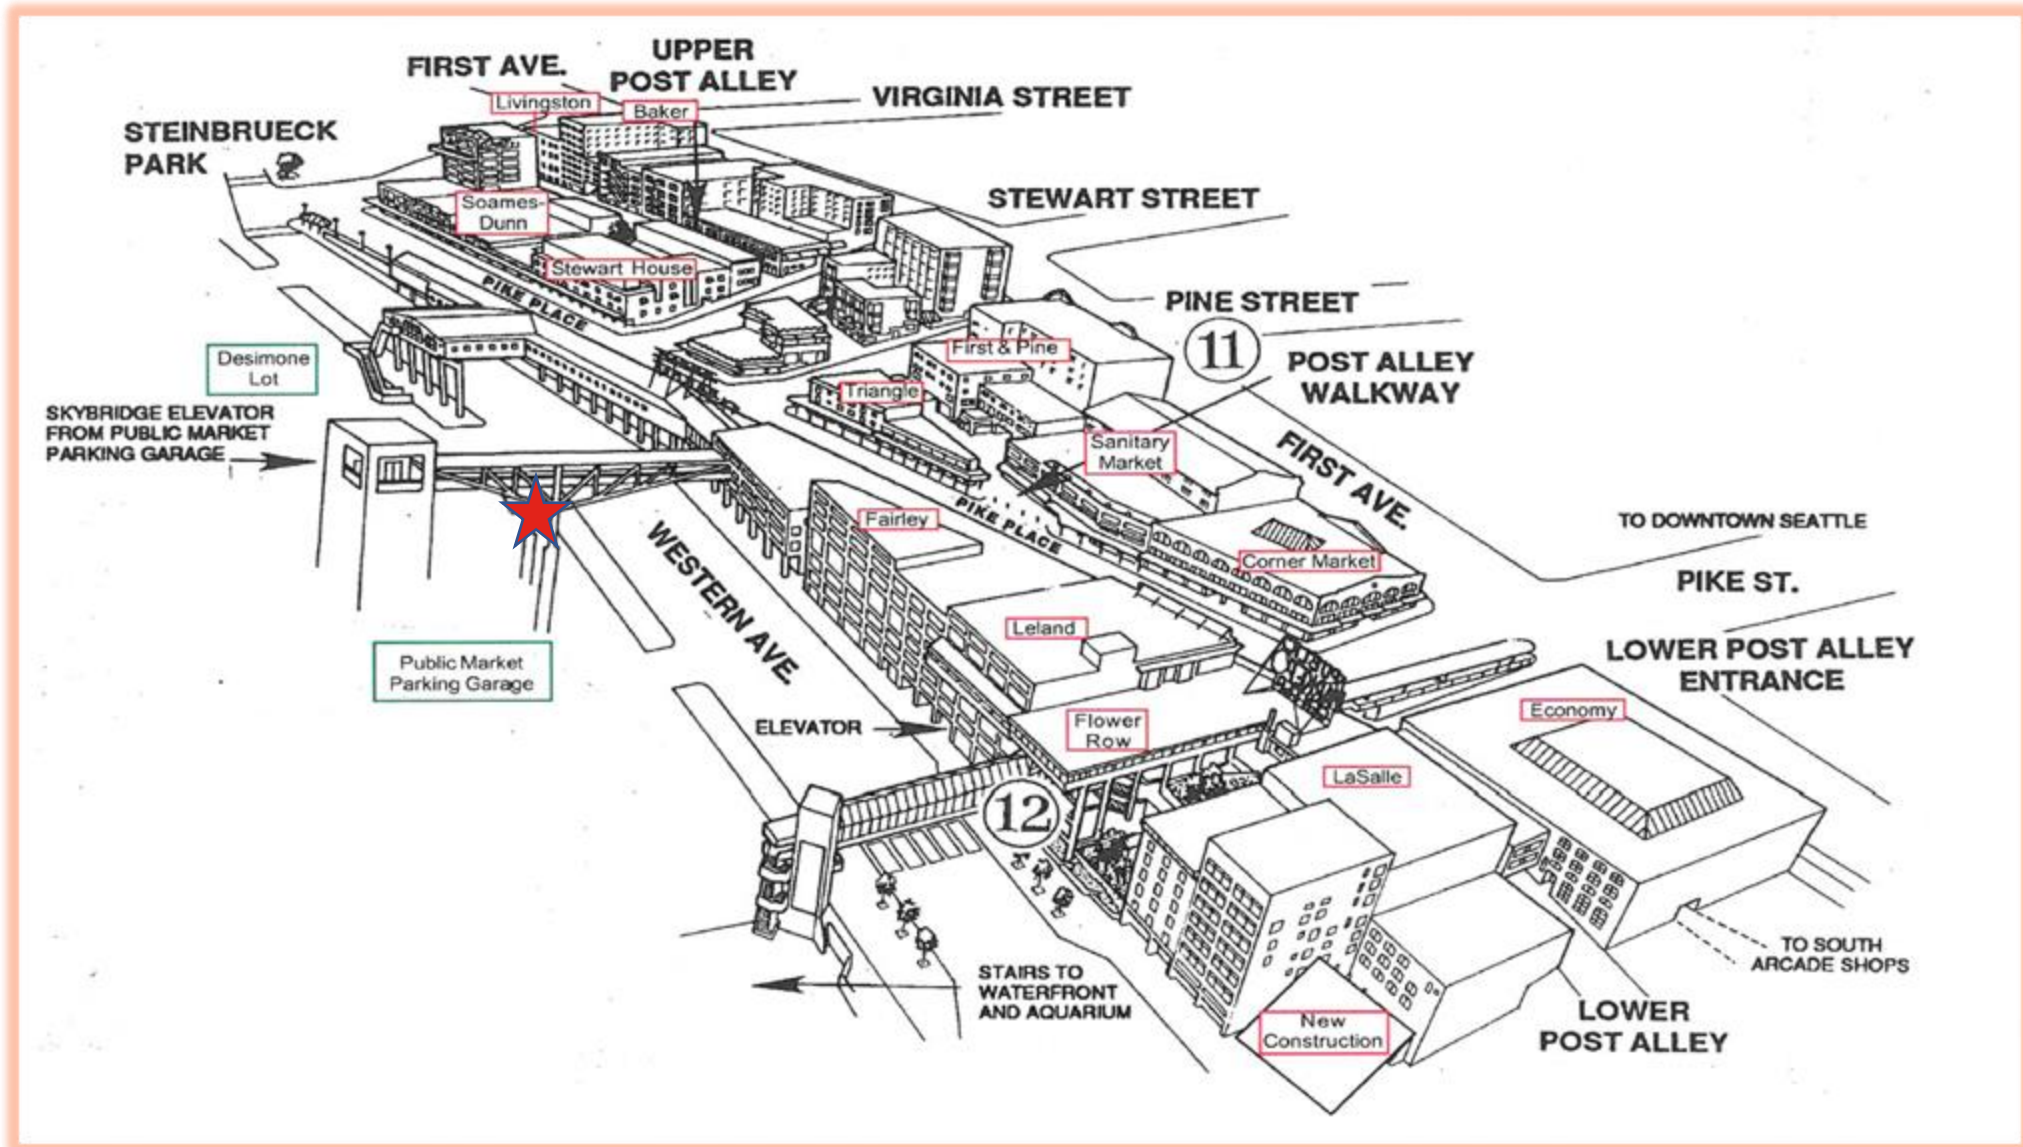 FIRST AVE.
UPPER
POST ALLEY
VIRGINIA STREET
Livingston
Baker
STEINBRUECK
PARK
Soames-
Dunn
STEWART STREET
Stewart House
PIKE PLACE
PINE STREET
11
POST ALLEY
WALKWAY
Desimone
Lot
First & Pine
Triangle
SKYBRIDGE ELEVATOR
FROM PUBLIC MARKET
PARKING GARAGE
Sanitary
Market
FIRST AVE.
Fairley
PIKE PLACE
TO DOWNTOWN SEATTLE
WESTERN AVE.
Corner Market
PIKE ST.
Leland
LOWER POST ALLEY
ENTRANCE
Public Market
Parking Garage
ELEVATOR
Flower
Row
Economy
LaSalle
12
TO SOUTH
ARCADE SHOPS
STAIRS TO
WATERFRONT
AND AQUARIUM
New
Construction
LOWER
POST ALLEY